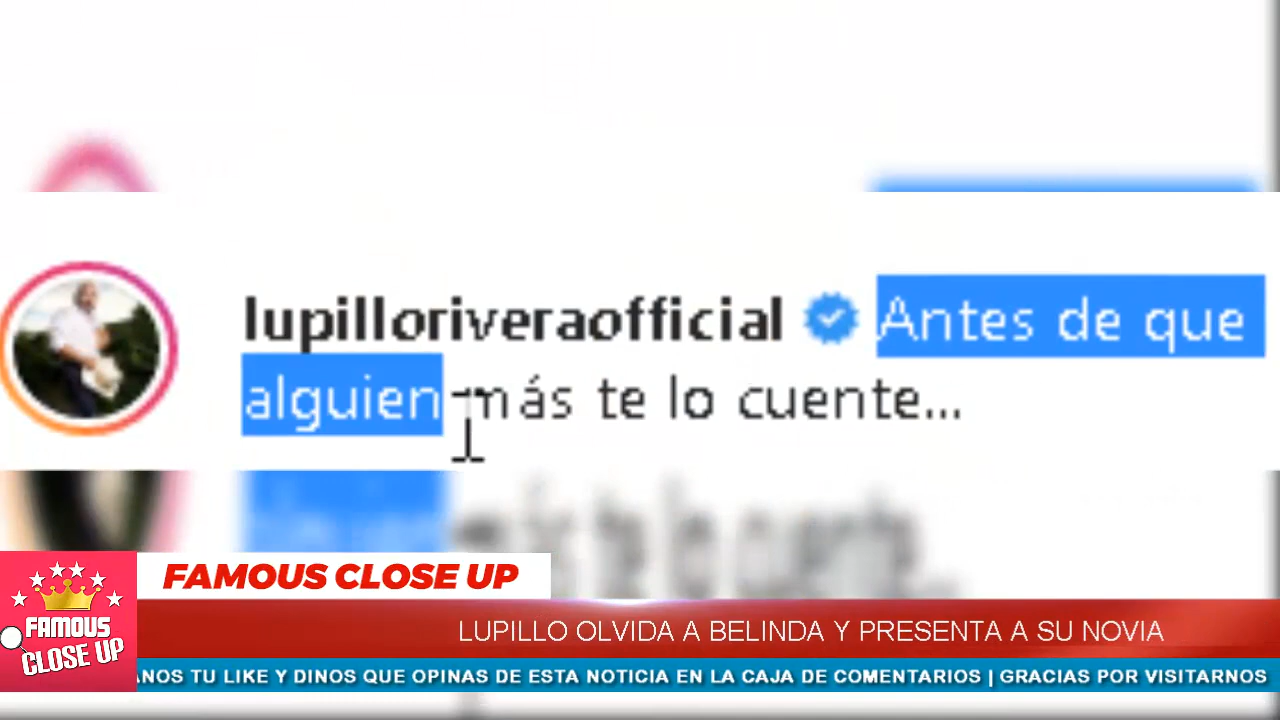 lupilloriveraofficial Antes de que
alguien más te lo cuente...
FAMOUS CLOSE UP
FAMOUS
CLOSE UP
LUPILLO OLVIDA A BELINDA Y PRESENTA A SU NOVIA
ANOS TU LIKE Y DINOS QUE OPINAS DE ESTA NOTICIA EN LA CAJA DE COMENTARIOS | GRACIAS POR VISITARNOS